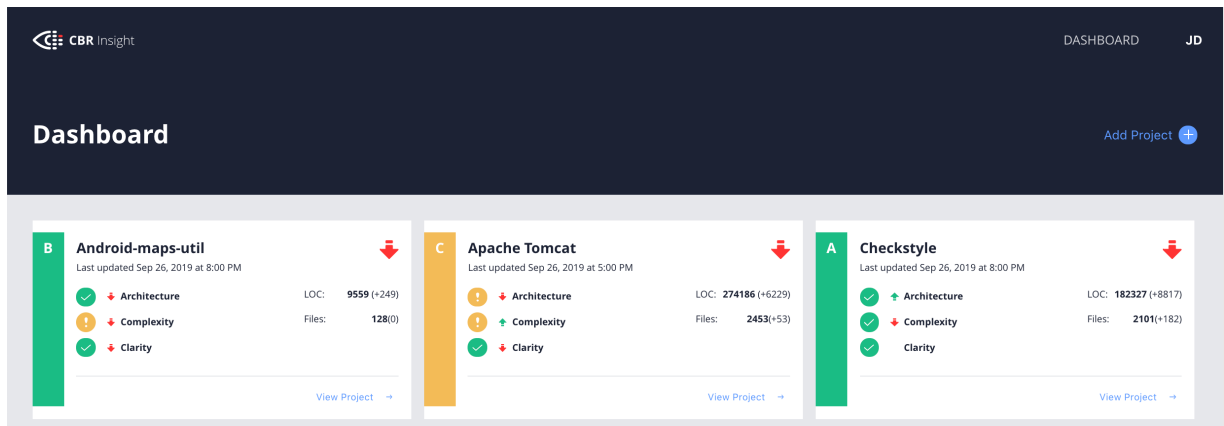 CBR Insight
DASHBOARD
JD
Dashboard
Add Project
B
Android-maps-util
Last updated Sep 26, 2019 at 8:00 PM
Architecture
LOC: 9559 (+249)
Complexity
Files: 128(0)
Clarity
View Project →
C
Apache Tomcat
Last updated Sep 26, 2019 at 5:00 PM
Architecture
LOC: 274186 (+6229)
Complexity
Files: 2453(+53)
Clarity
View Project →
A
Checkstyle
Last updated Sep 26, 2019 at 8:00 PM
Architecture
LOC: 182327 (+8817)
Complexity
Files: 2101(+182)
Clarity
View Project →